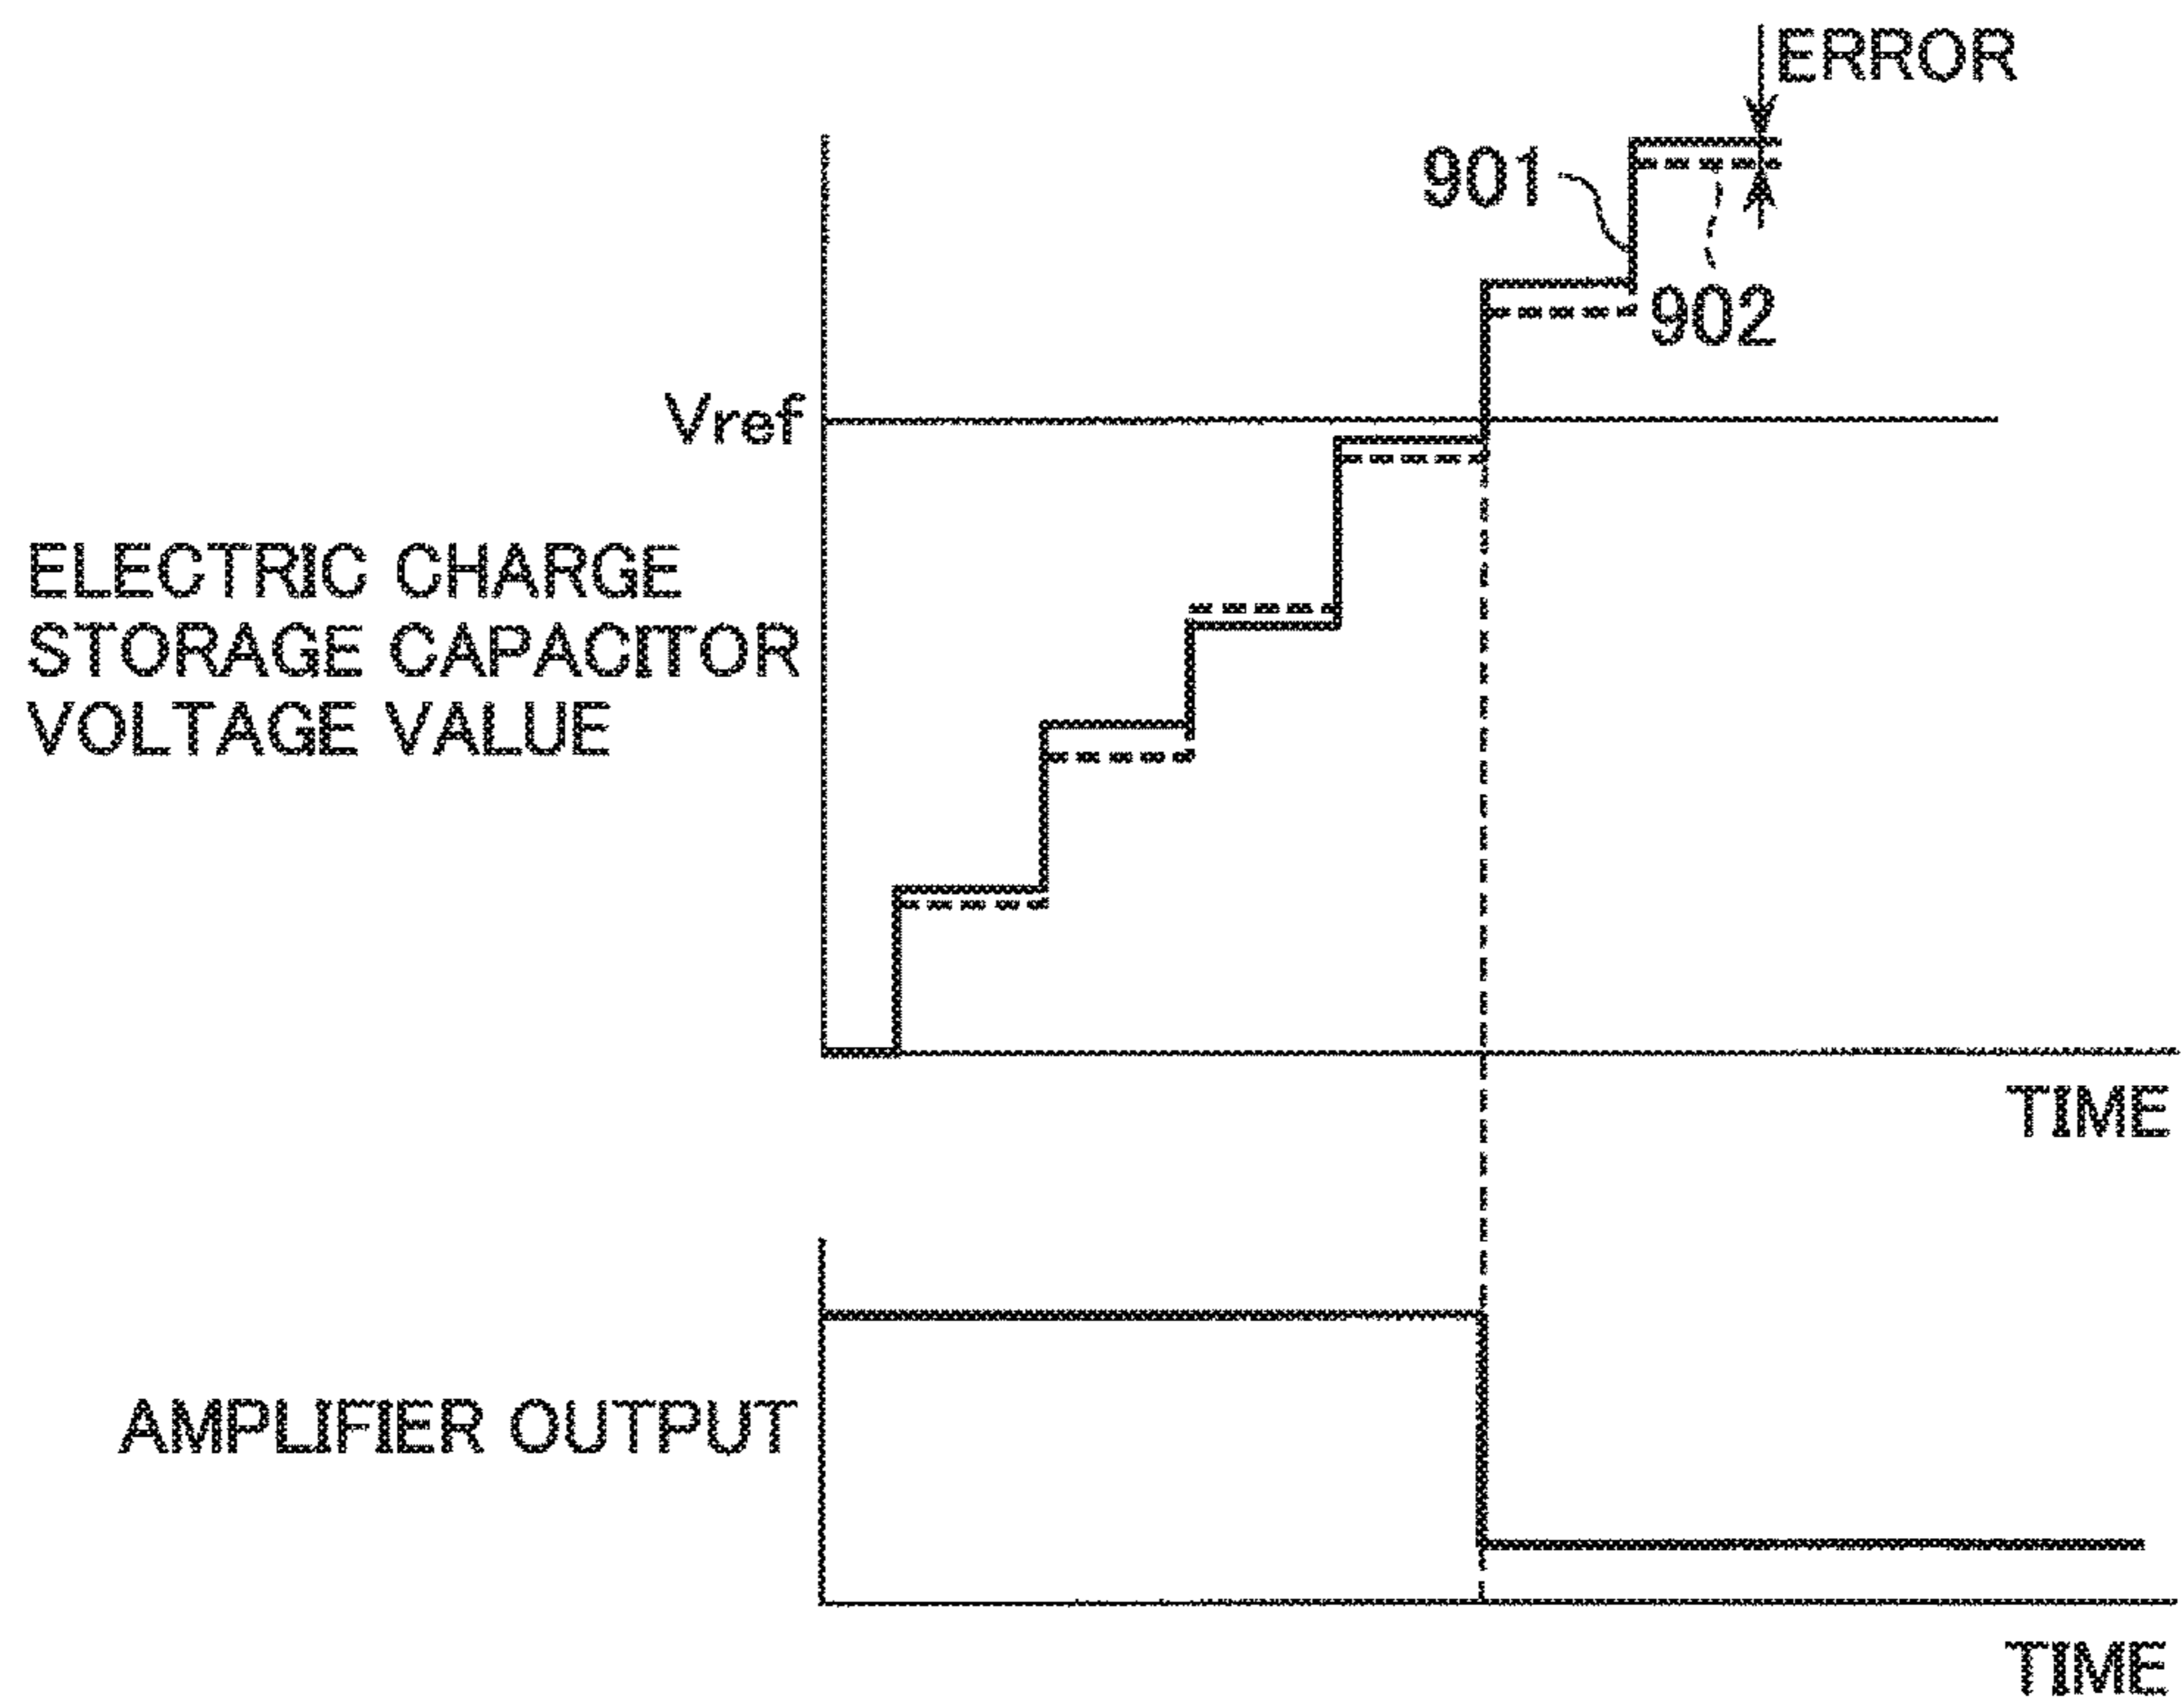 ERROR
901
902
Vref
ELECTRIC CHARGE
STORAGE CAPACITOR
VOLTAGE VALUE
TIME
AMPLIFIER OUTPUT
TIME